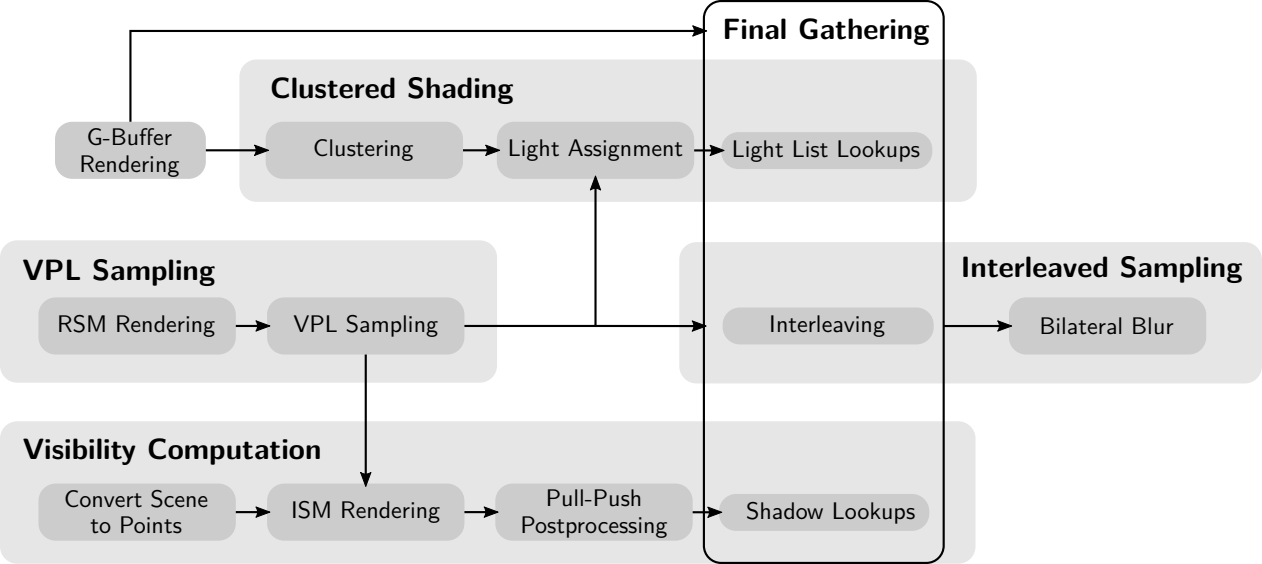 Final Gathering
Clustered Shading
G-Buffer
Rendering
Clustering
Light Assignment
Light List Lookups
VPL Sampling
Interleaved Sampling
RSM Rendering
VPL Sampling
Interleaving
Bilateral Blur
Visibility Computation
Convert Scene
to Points
ISM Rendering
Pull-Push
Postprocessing
Shadow Lookups